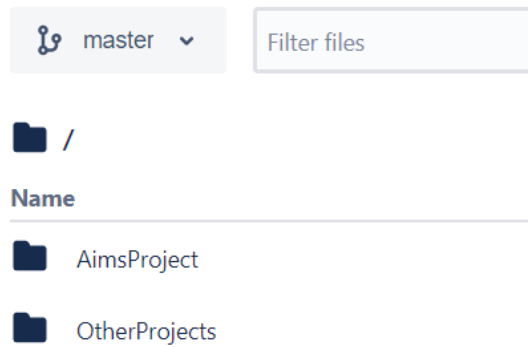 master
Filter files
/
Name
AimsProject
OtherProjects